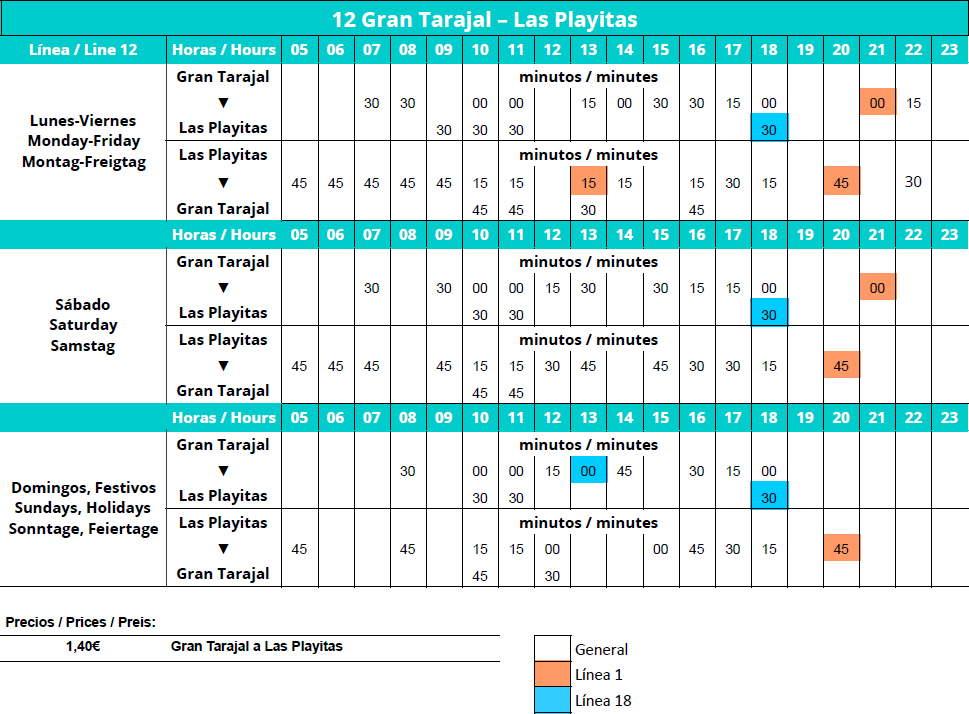 12 Gran Tarajal – Las Playitas
Línea / Line 12 Horas / Hours 05 06 07 08 09 10 11 12 13 14 15 16 17 18 19 20 21 22 23
Lunes-Viernes
Monday-Friday
Montag-Freigtag
Gran Tarajal minutos / minutes
▼ 30 30 00 00 15 00 30 30 15 00 00 15
Las Playitas 30 30 30 30
Las Playitas minutos / minutes
▼ 45 45 45 45 45 15 15 15 15 15 30 15 45 30
Gran Tarajal 45 45 30 45
Horas / Hours 05 06 07 08 09 10 11 12 13 14 15 16 17 18 19 20 21 22 23
Sábado
Saturday
Samstag
Gran Tarajal minutos / minutes
▼ 30 30 00 00 15 30 30 15 15 00 00
Las Playitas 30 30 30
Las Playitas minutos / minutes
▼ 45 45 45 45 15 15 30 45 45 30 30 15 45
Gran Tarajal 45 45
Horas / Hours 05 06 07 08 09 10 11 12 13 14 15 16 17 18 19 20 21 22 23
Domingos, Festivos
Sundays, Holidays
Sonntage, Feiertage
Gran Tarajal minutos / minutes
▼ 30 00 00 15 00 45 30 15 00
Las Playitas 30 30 30
Las Playitas minutos / minutes
▼ 45 45 15 15 00 00 45 30 15 45
Gran Tarajal 45 30
Precios / Prices / Preis:
1,40€ Gran Tarajal a Las Playitas
General
Línea 1
Línea 18